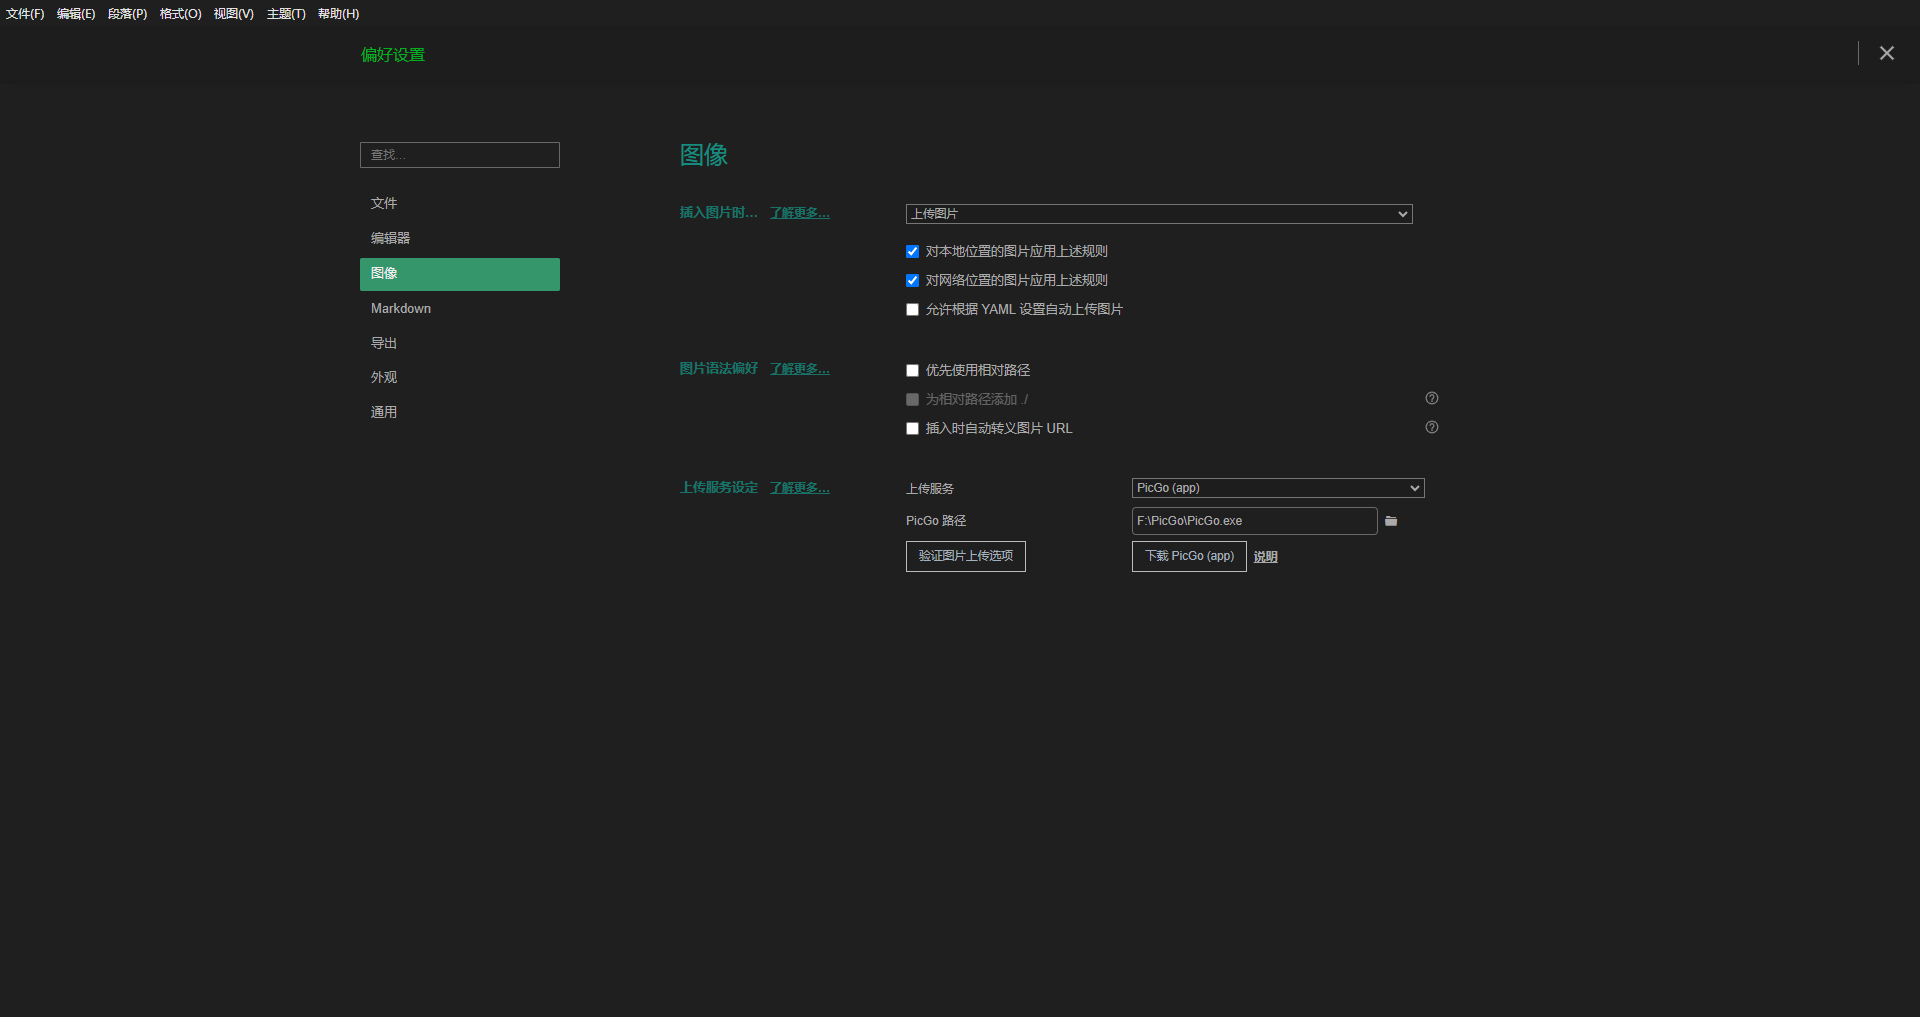 文件(F) 编辑(E) 段落(P) 格式(O) 视图(V) 主题(T) 帮助(H)
偏好设置
查找...
文件
编辑器
图像
Markdown
导出
外观
通用
图像
插入图片时... 了解更多... 上传图片
对本地位置的图片应用上述规则
对网络位置的图片应用上述规则
允许根据 YAML 设置自动上传图片
图片语法偏好 了解更多... 优先使用相对路径
为相对路径添加 ./
插入时自动转义图片 URL
上传服务设定 了解更多... 上传服务 PicGo (app)
PicGo 路径 F:\PicGo\PicGo.exe
验证图片上传选项 下载 PicGo (app) 说明